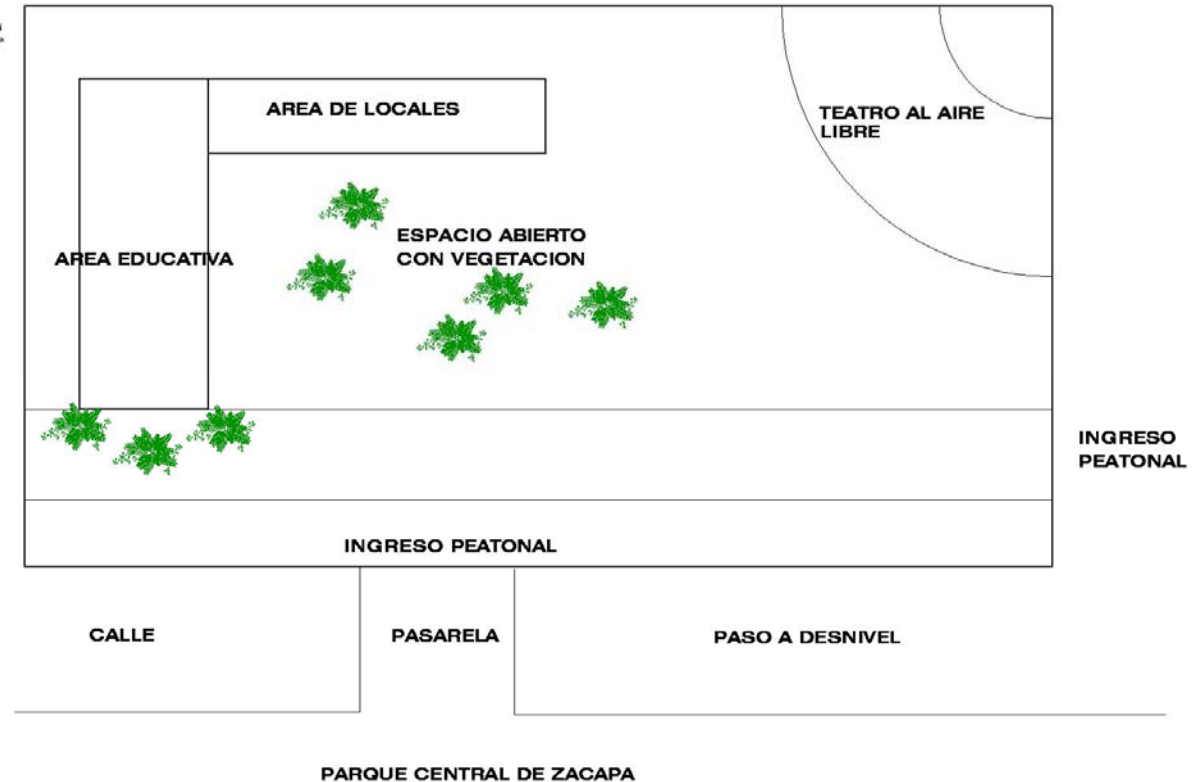 AREA DE LOCALES
TEATRO AL AIRE
LIBRE
ESPACIO ABIERTO
CON VEGETACION
AREA EDUCATIVA
INGRESO
PEATONAL
INGRESO PEATONAL
CALLE
PASARELA
PASO A DESNIVEL
PARQUE CENTRAL DE ZACAPA